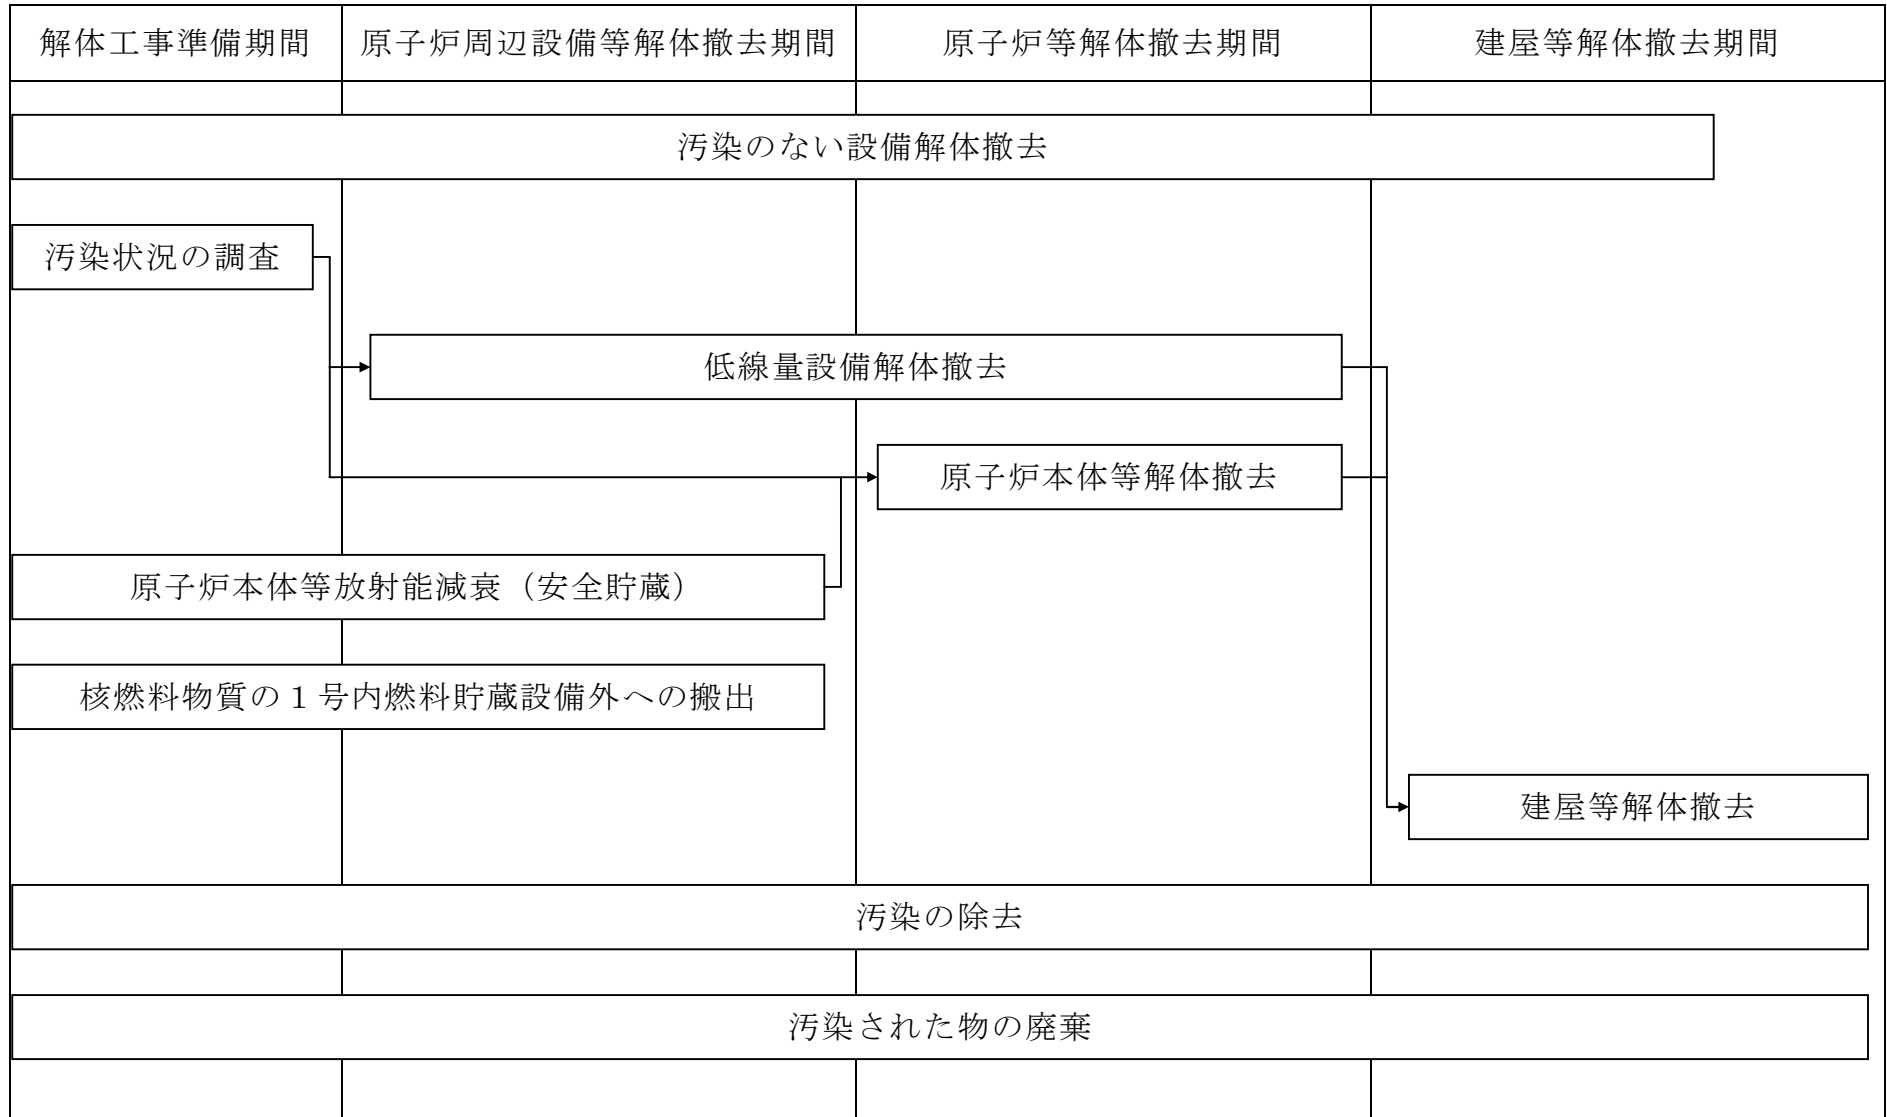 解体工事準備期間
原子炉周辺設備等解体撤去期間
原子炉等解体撤去期間
建屋等解体撤去期間
汚染のない設備解体撤去
汚染状況の調査
低線量設備解体撤去
原子炉本体等解体撤去
原子炉本体等放射能減衰（安全貯蔵）
核燃料物質の１号内燃料貯蔵設備外への搬出
建屋等解体撤去
汚染の除去
汚染された物の廃棄